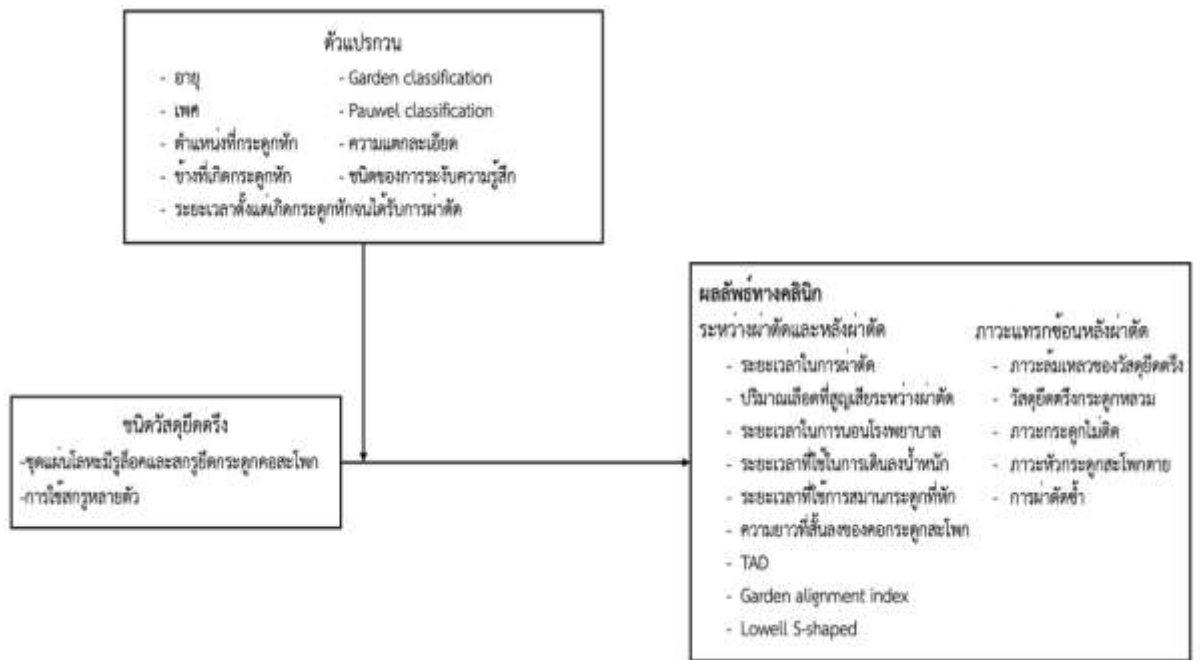 ตัวแปรกวน
- อายุ - Garden classification
- เพศ - Pauwel classification
- ตำแหน่งที่กระดูกหัก - ความแตกละเอียด
- ข้างที่เกิดกระดูกหัก - ชนิดของการระงับความรู้สึก
- ระยะเวลาตั้งแต่เกิดกระดูกหักจนได้รับการผ่าตัด
ชนิดวัสดุยึดตรึง
-ชุดแผ่นโลหะมีรูล็อคและสกรูยึดกระดูกคอสะโพก
-การใช้สกรูหลายตัว
ผลลัพธ์ทางคลินิก
ระหว่างผ่าตัดและหลังผ่าตัด ภาวะแทรกซ้อนหลังผ่าตัด
- ระยะเวลาในการผ่าตัด - ภาวะล้มเหลวของวัสดุยึดตรึง
- ปริมาณเลือดที่สูญเสียระหว่างผ่าตัด - วัสดุยึดตรึงกระดูกหลวม
- ระยะเวลาในการนอนโรงพยาบาล - ภาวะกระดูกไม่ติด
- ระยะเวลาที่ใช้ในการเดินลงน้ำหนัก - ภาวะหัวกระดูกสะโพกตาย
- ระยะเวลาที่ใช้การสมานกระดูกที่หัก - การผ่าตัดซ้ำ
- ความยาวที่สั้นลงของคอกระดูกสะโพก
- TAD
- Garden alignment index
- Lowell S-shaped